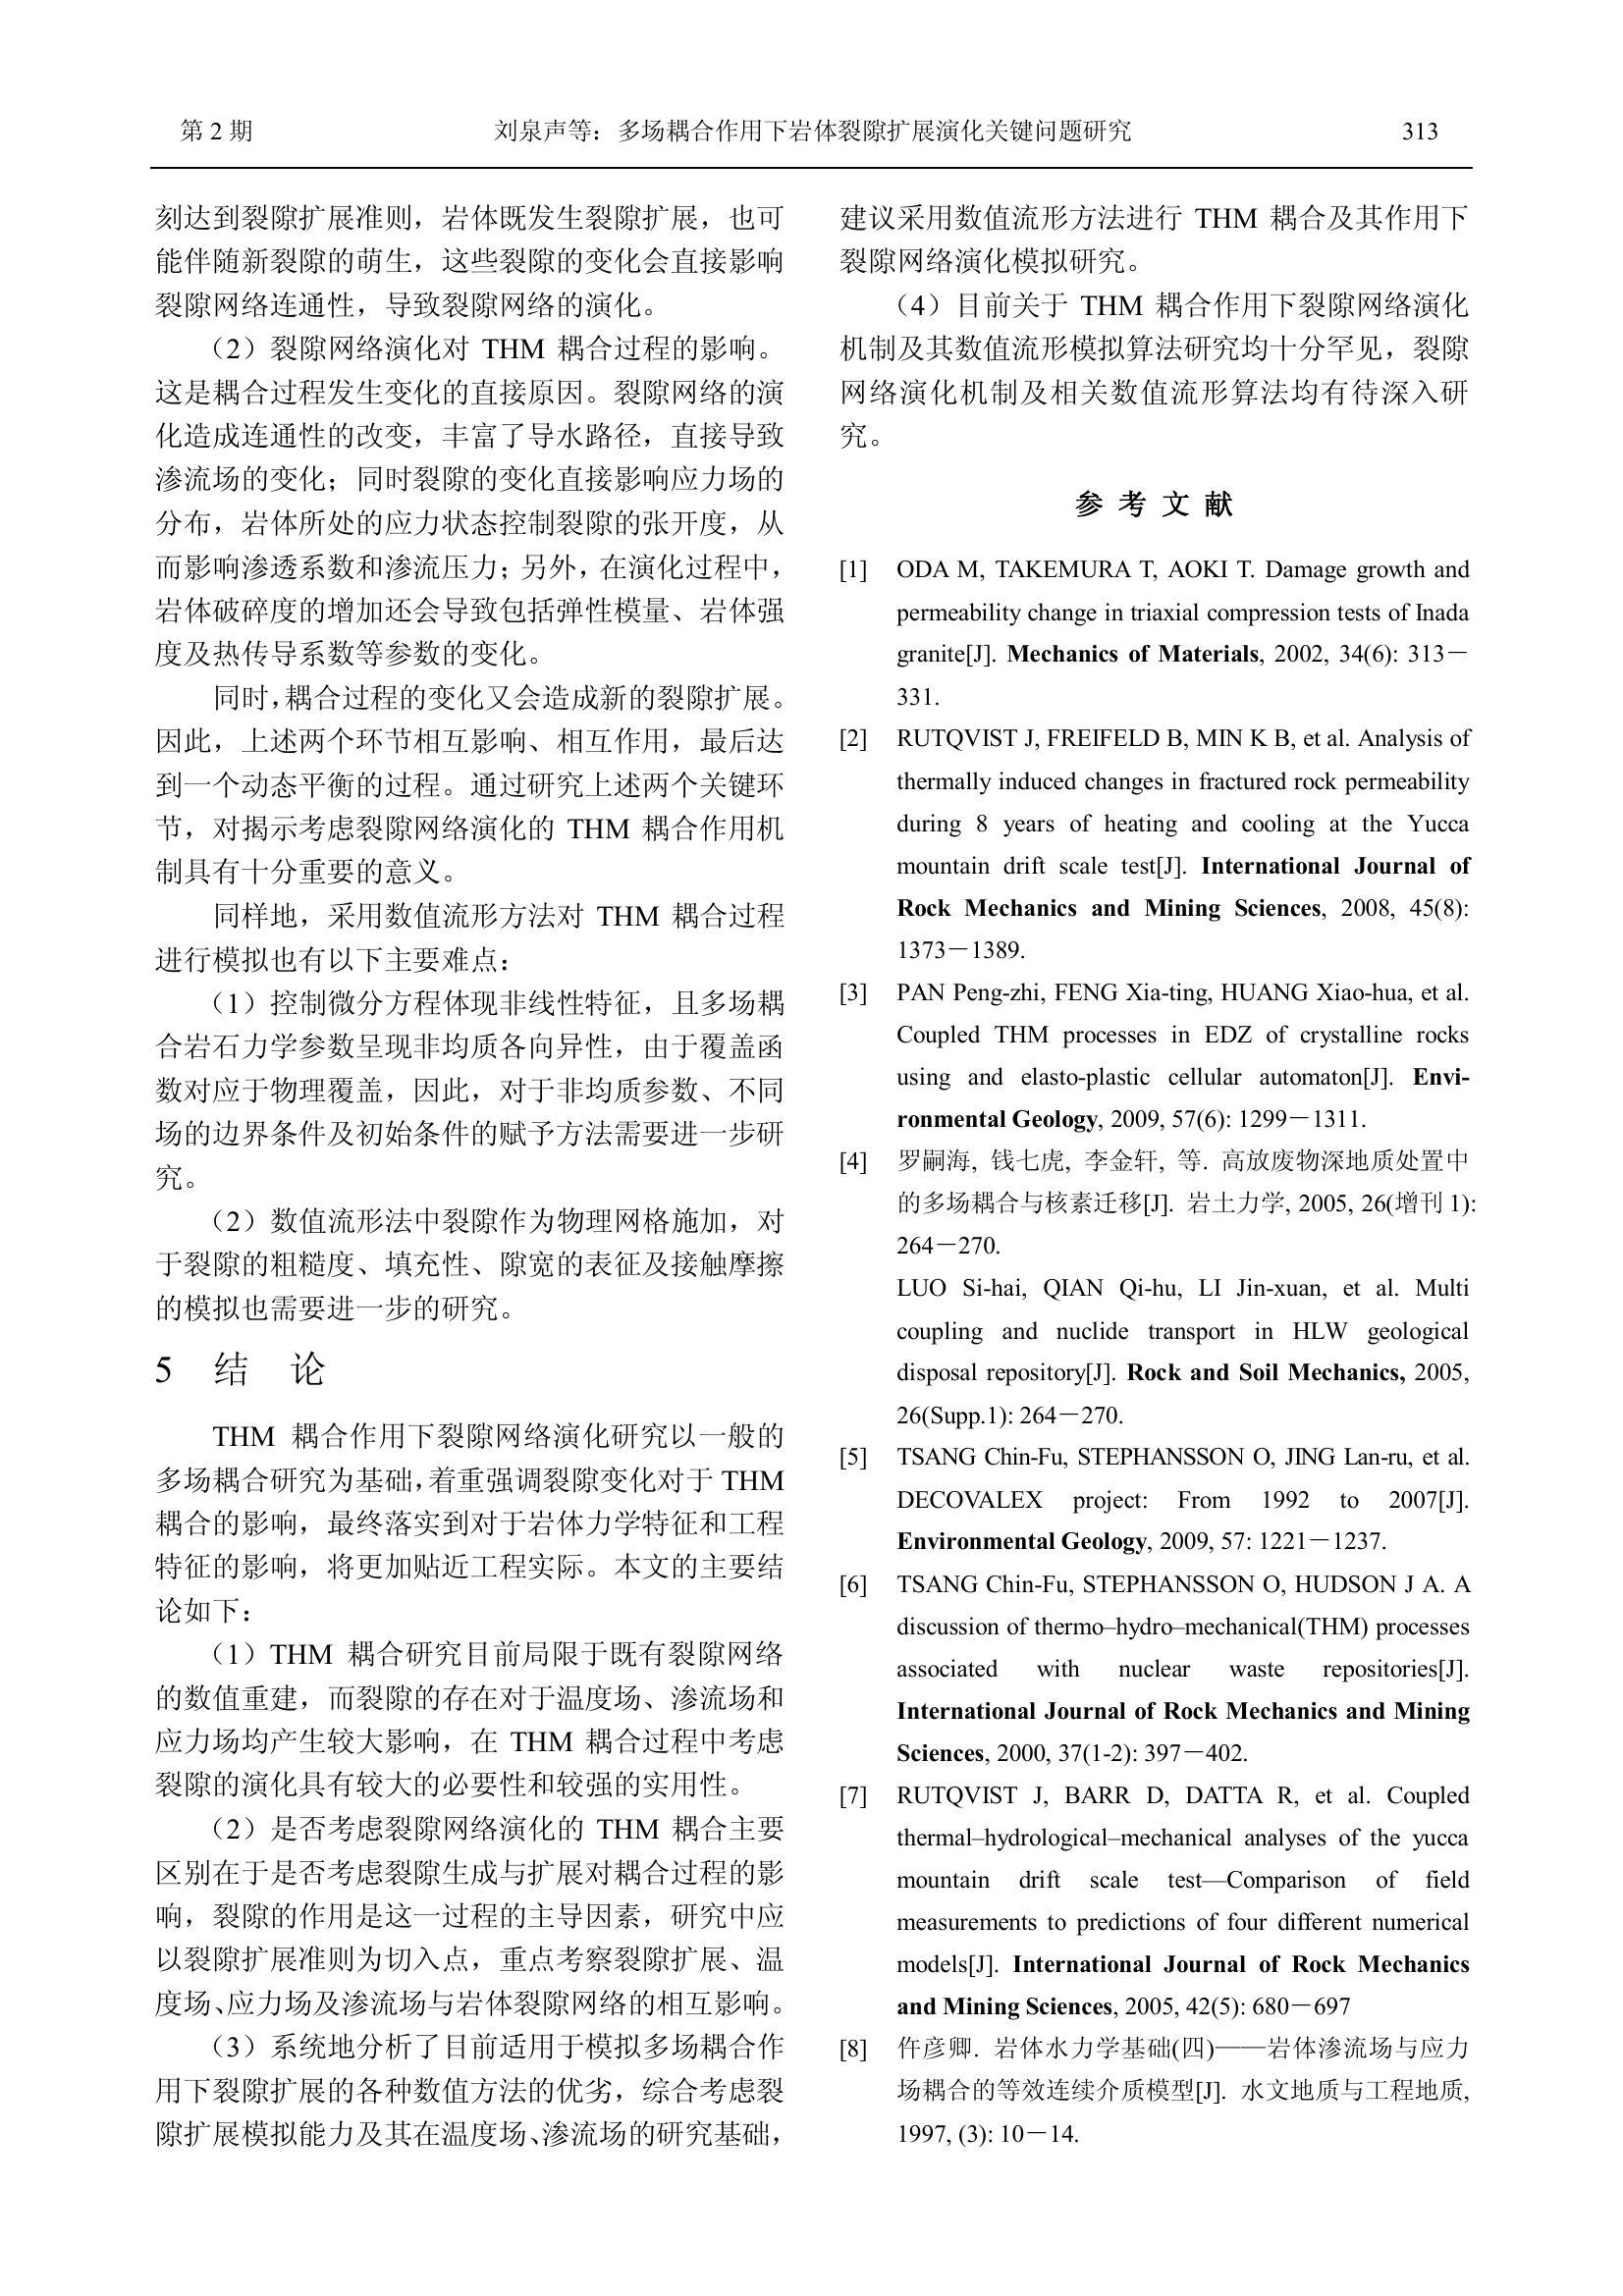 第 2 期 刘泉声等：多场耦合作用下岩体裂隙扩展演化关键问题研究 313
刻达到裂隙扩展准则，岩体既发生裂隙扩展，也可
能伴随新裂隙的萌生，这些裂隙的变化会直接影响
裂隙网络连通性，导致裂隙网络的演化。
（2）裂隙网络演化对 THM 耦合过程的影响。
这是耦合过程发生变化的直接原因。裂隙网络的演
化造成连通性的改变，丰富了导水路径，直接导致
渗流场的变化；同时裂隙的变化直接影响应力场的
分布，岩体所处的应力状态控制裂隙的张开度，从
而影响渗透系数和渗流压力；另外，在演化过程中，
岩体破碎度的增加还会导致包括弹性模量、岩体强
度及热传导系数等参数的变化。
同时，耦合过程的变化又会造成新的裂隙扩展。
因此，上述两个环节相互影响、相互作用，最后达
到一个动态平衡的过程。通过研究上述两个关键环
节，对揭示考虑裂隙网络演化的 THM 耦合作用机
制具有十分重要的意义。
同样地，采用数值流形方法对 THM 耦合过程
进行模拟也有以下主要难点：
（1）控制微分方程体现非线性特征，且多场耦
合岩石力学参数呈现非均质各向异性，由于覆盖函
数对应于物理覆盖，因此，对于非均质参数、不同
场的边界条件及初始条件的赋予方法需要进一步研
究。
（2）数值流形法中裂隙作为物理网格施加，对
于裂隙的粗糙度、填充性、隙宽的表征及接触摩擦
的模拟也需要进一步的研究。
5 结 论
THM 耦合作用下裂隙网络演化研究以一般的
多场耦合研究为基础，着重强调裂隙变化对于 THM
耦合的影响，最终落实到对于岩体力学特征和工程
特征的影响，将更加贴近工程实际。本文的主要结
论如下：
（1）THM 耦合研究目前局限于既有裂隙网络
的数值重建，而裂隙的存在对于温度场、渗流场和
应力场均产生较大影响，在 THM 耦合过程中考虑
裂隙的演化具有较大的必要性和较强的实用性。
（2）是否考虑裂隙网络演化的 THM 耦合主要
区别在于是否考虑裂隙生成与扩展对耦合过程的影
响，裂隙的作用是这一过程的主导因素，研究中应
以裂隙扩展准则为切入点，重点考察裂隙扩展、温
度场、应力场及渗流场与岩体裂隙网络的相互影响。
（3）系统地分析了目前适用于模拟多场耦合作
用下裂隙扩展的各种数值方法的优劣，综合考虑裂
隙扩展模拟能力及其在温度场、渗流场的研究基础，
建议采用数值流形方法进行 THM 耦合及其作用下
裂隙网络演化模拟研究。
（4）目前关于 THM 耦合作用下裂隙网络演化
机制及其数值流形模拟算法研究均十分罕见，裂隙
网络演化机制及相关数值流形算法均有待深入研
究。
参 考 文 献
[1] ODA M, TAKEMURA T, AOKI T. Damage growth and
permeability change in triaxial compression tests of Inada
granite[J]. Mechanics of Materials, 2002, 34(6): 313－
331.
[2] RUTQVIST J, FREIFELD B, MIN K B, et al. Analysis of
thermally induced changes in fractured rock permeability
during 8 years of heating and cooling at the Yucca
mountain drift scale test[J]. International Journal of
Rock Mechanics and Mining Sciences, 2008, 45(8):
1373－1389.
[3] PAN Peng-zhi, FENG Xia-ting, HUANG Xiao-hua, et al.
Coupled THM processes in EDZ of crystalline rocks
using and elasto-plastic cellular automaton[J]. Envi-
ronmental Geology, 2009, 57(6): 1299－1311.
[4] 罗嗣海, 钱七虎, 李金轩, 等. 高放废物深地质处置中
的多场耦合与核素迁移[J]. 岩土力学, 2005, 26(增刊 1):
264－270.
LUO Si-hai, QIAN Qi-hu, LI Jin-xuan, et al. Multi
coupling and nuclide transport in HLW geological
disposal repository[J]. Rock and Soil Mechanics, 2005,
26(Supp.1): 264－270.
[5] TSANG Chin-Fu, STEPHANSSON O, JING Lan-ru, et al.
DECOVALEX project: From 1992 to 2007[J].
Environmental Geology, 2009, 57: 1221－1237.
[6] TSANG Chin-Fu, STEPHANSSON O, HUDSON J A. A
discussion of thermo–hydro–mechanical(THM) processes
associated with nuclear waste repositories[J].
International Journal of Rock Mechanics and Mining
Sciences, 2000, 37(1-2): 397－402.
[7] RUTQVIST J, BARR D, DATTA R, et al. Coupled
thermal–hydrological–mechanical analyses of the yucca
mountain drift scale test—Comparison of field
measurements to predictions of four different numerical
models[J]. International Journal of Rock Mechanics
and Mining Sciences, 2005, 42(5): 680－697
[8] 仵彦卿. 岩体水力学基础(四)——岩体渗流场与应力
场耦合的等效连续介质模型[J]. 水文地质与工程地质,
1997, (3): 10－14.